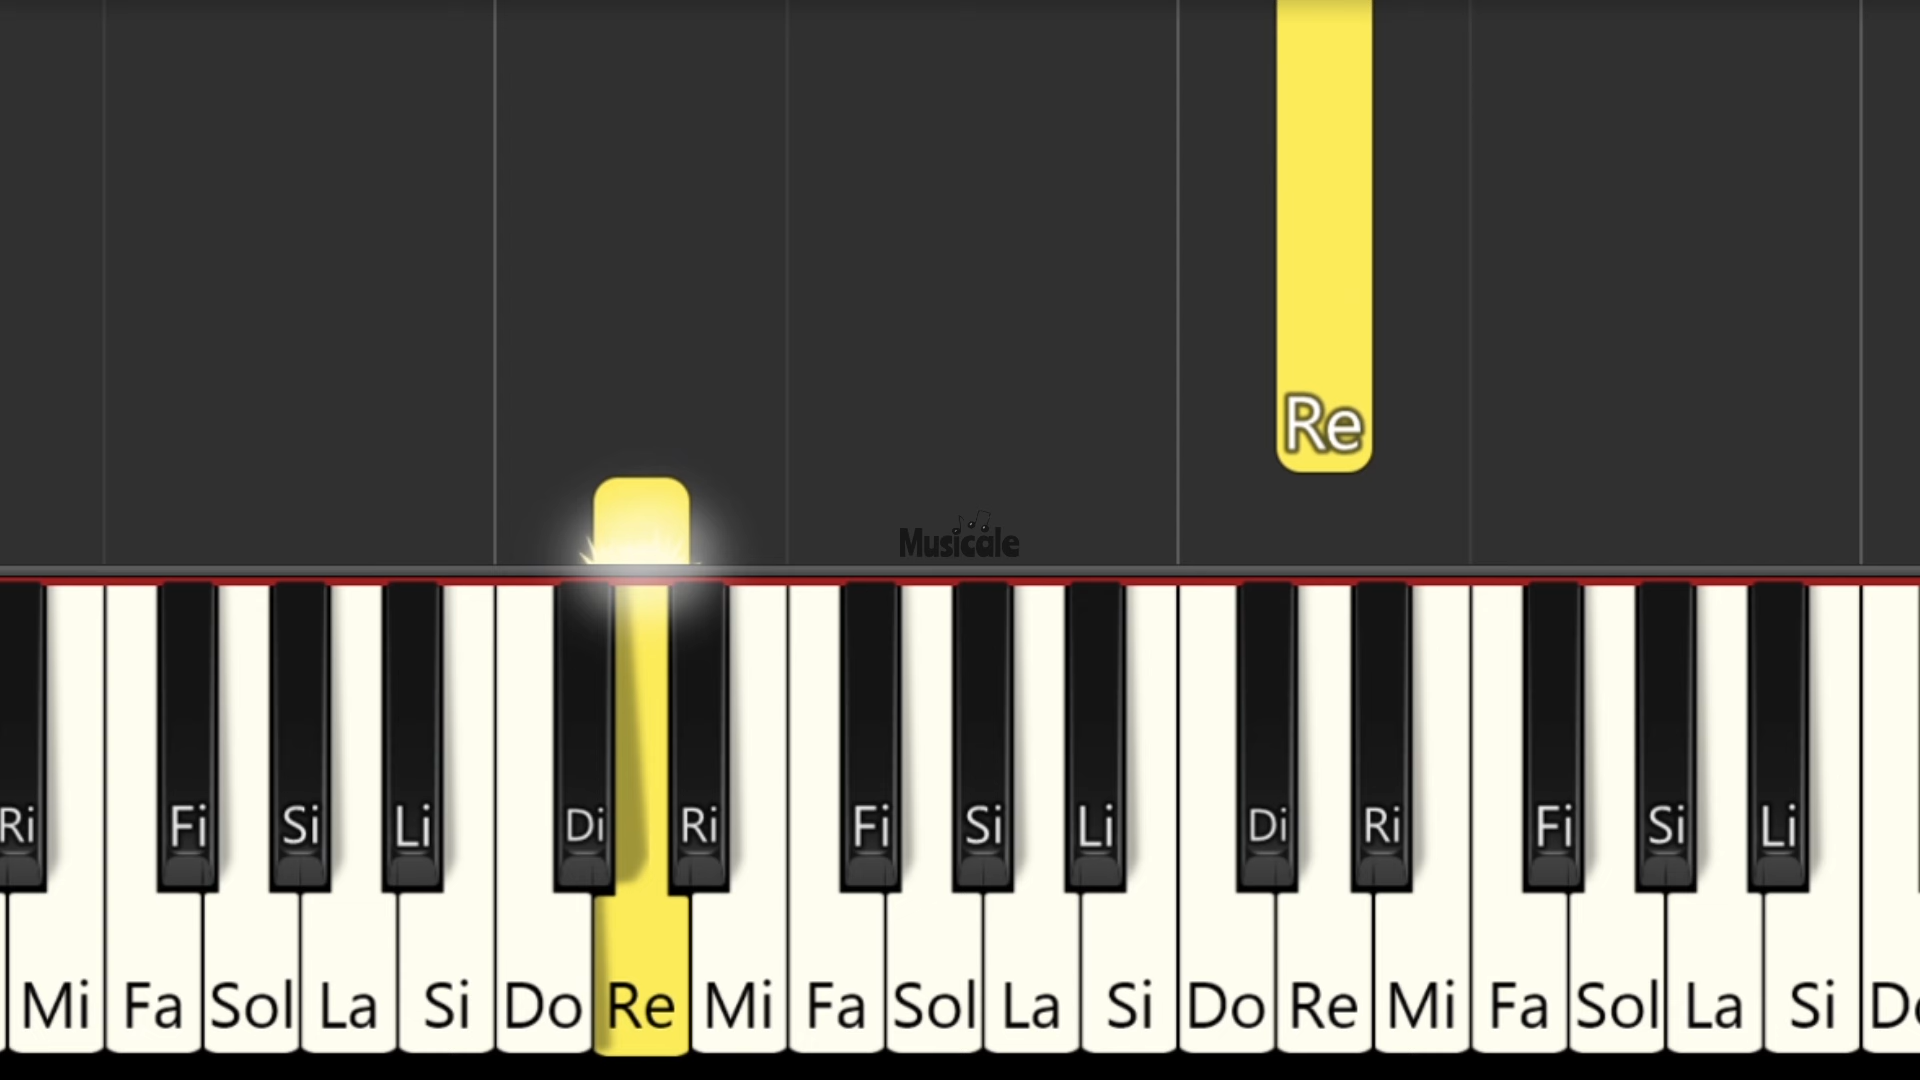 Re
Musicale
Ri Fi Si Li Di Ri Fi Si Li Di Ri Fi Si Li
Mi Fa Sol La Si Do Re Mi Fa Sol La Si Do Re Mi Fa Sol La Si Do